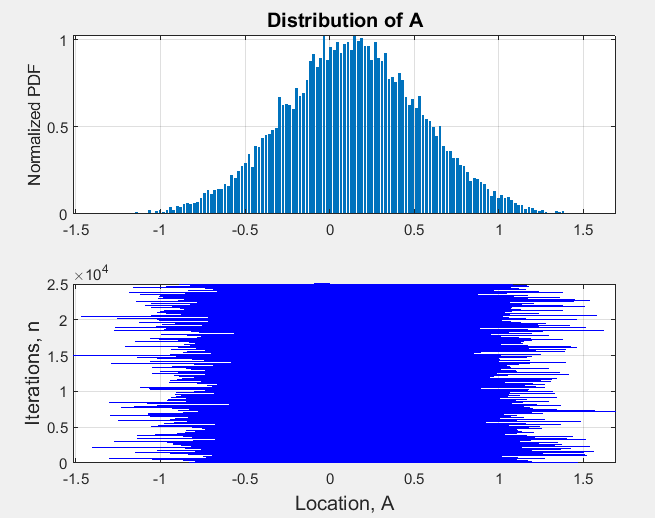 Distribution of A
Normalized PDF
1
0.5
0
-1.5 -1 -0.5 0 0.5 1 1.5
×10⁴
Iterations, n
2.5
2
1.5
1
0.5
0
-1.5 -1 -0.5 0 0.5 1 1.5
Location, A